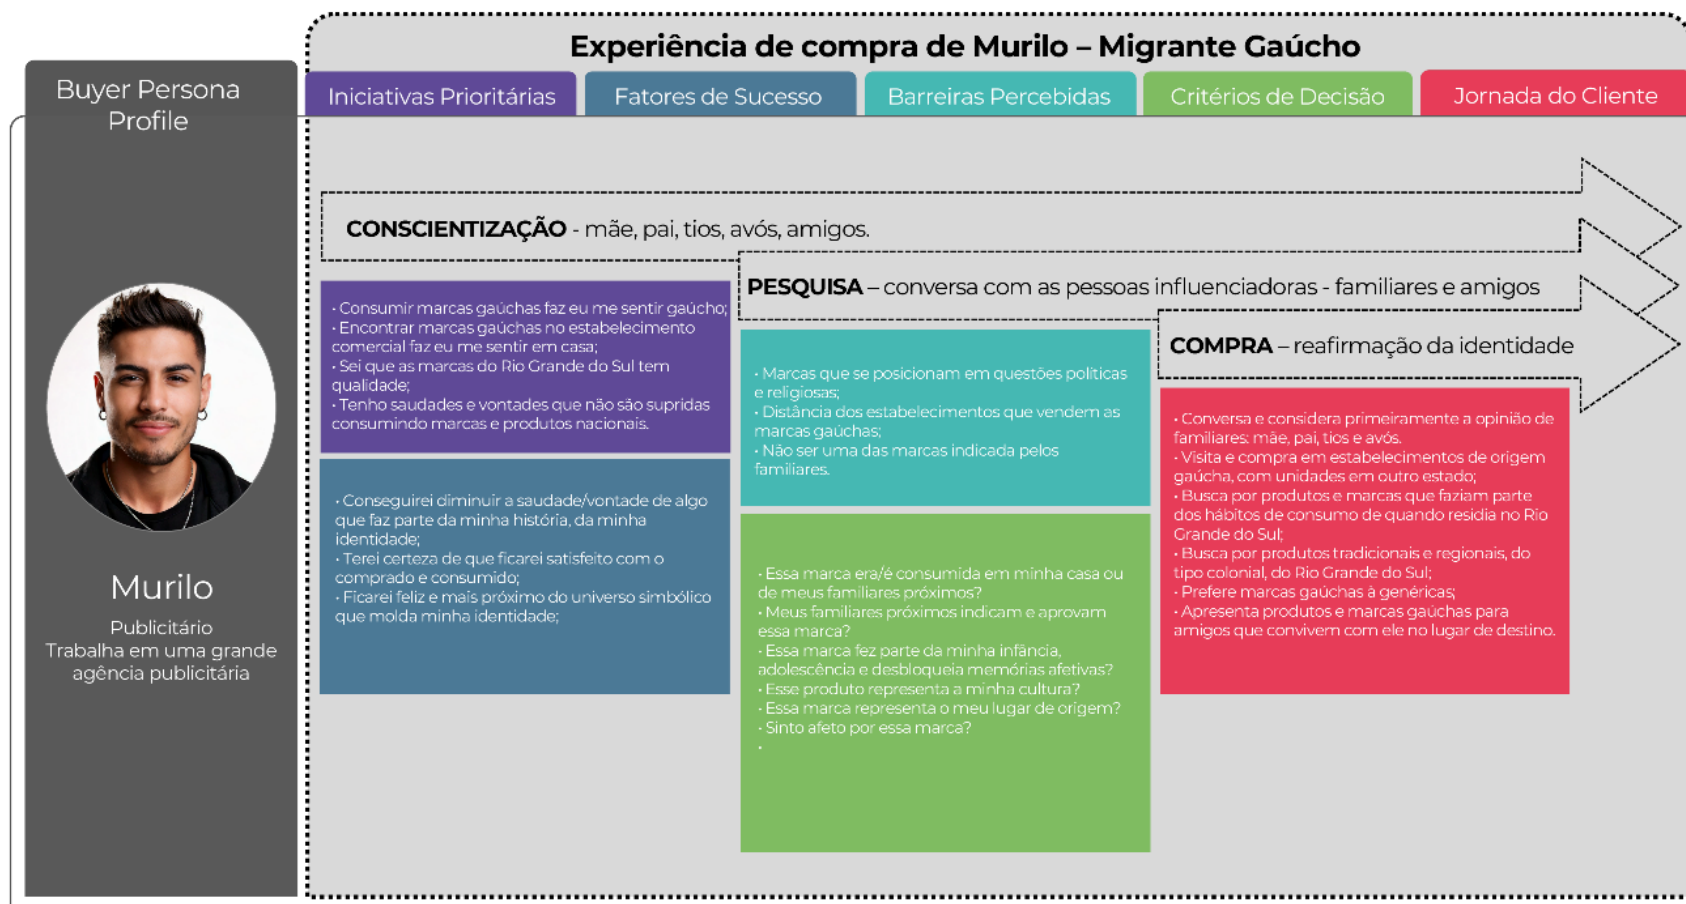 Experiência de compra de Murilo – Migrante Gaúcho
Buyer Persona
Profile
Iniciativas Prioritárias
Fatores de Sucesso
Barreiras Percebidas
Critérios de Decisão
Jornada do Cliente
CONSCIENTIZAÇÃO - mãe, pai, tios, avós, amigos.
PESQUISA – conversa com as pessoas influenciadoras - familiares e amigos
COMPRA – reafirmação da identidade
Murilo
Publicitário
Trabalha em uma grande
agência publicitária
• Consumir marcas gaúchas faz eu me sentir gaúcho;
• Encontrar marcas gaúchas no estabelecimento
comercial faz eu me sentir em casa;
• Sei que as marcas do Rio Grande do Sul tem
qualidade;
• Tenho saudades e vontades que não são supridas
consumindo marcas e produtos nacionais.
• Conseguirei diminuir a saudade/vontade de algo
que faz parte da minha história, da minha
identidade;
• Terei certeza de que ficarei satisfeito com o
comprado e consumido;
• Ficarei feliz e mais próximo do universo simbólico
que molda minha identidade;
• Marcas que se posicionam em questões políticas
e religiosas;
• Distância dos estabelecimentos que vendem as
marcas gaúchas;
• Não ser uma das marcas indicada pelos
familiares.
• Essa marca era/é consumida em minha casa ou
de meus familiares próximos?
• Meus familiares próximos indicam e aprovam
essa marca?
• Essa marca fez parte da minha infância,
adolescência e desbloqueia memórias afetivas?
• Esse produto representa a minha cultura?
• Essa marca representa o meu lugar de origem?
• Sinto afeto por essa marca?
•
• Conversa e considera primeiramente a opinião de
familiares: mãe, pai, tios e avós.
• Visita e compra em estabelecimentos de origem
gaúcha, com unidades em outro estado;
• Busca por produtos e marcas que faziam parte
dos hábitos de consumo de quando residia no Rio
Grande do Sul;
• Busca por produtos tradicionais e regionais, do
tipo colonial, do Rio Grande do Sul;
• Prefere marcas gaúchas à genéricas;
• Apresenta produtos e marcas gaúchas para
amigos que convivem com ele no lugar de destino.